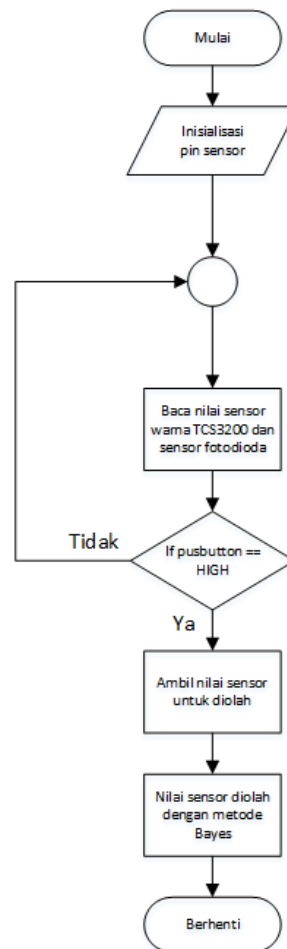 Mulai
Inisialisasi
pin sensor
Baca nilai sensor
warna TCS3200 dan
sensor fotodioda
Tidak
If pusbutton ==
HIGH
Ya
Ambil nilai sensor
untuk diolah
Nilai sensor diolah
dengan metode
Bayes
Berhenti